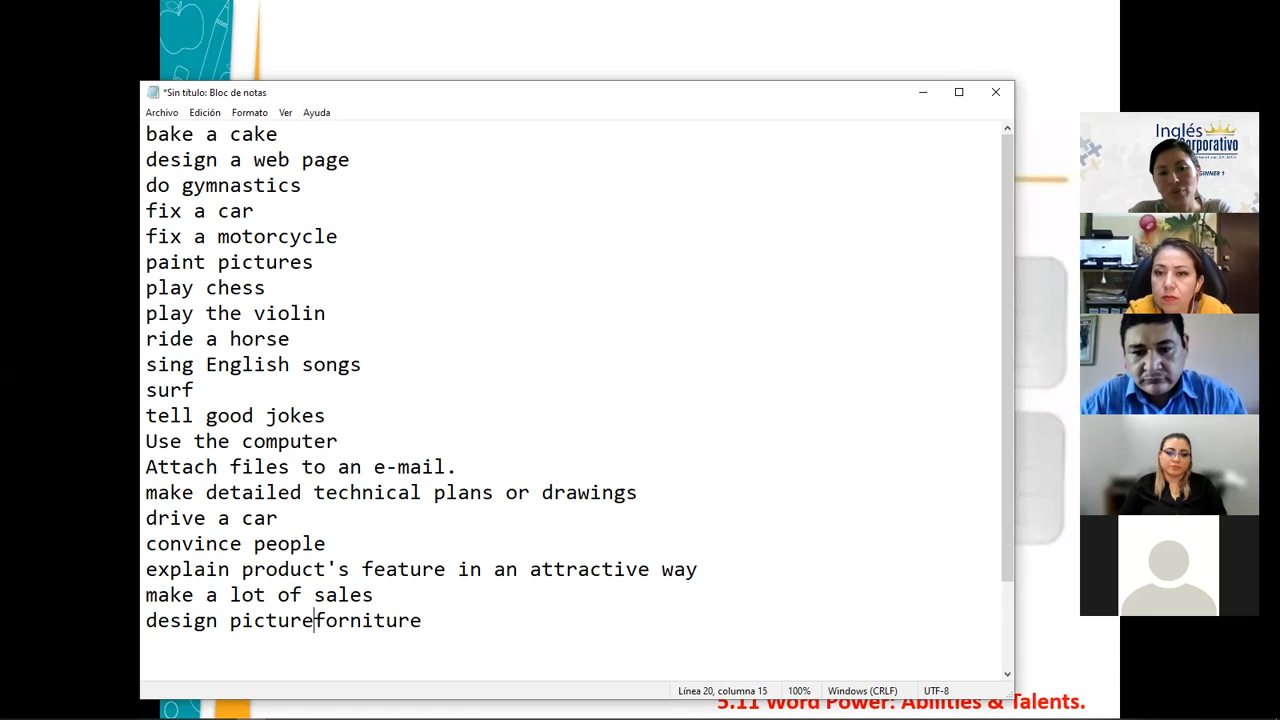 *Sin título: Bloc de notas
Archivo Edición Formato Ver Ayuda
bake a cake
design a web page
do gymnastics
fix a car
fix a motorcycle
paint pictures
play chess
play the violin
ride a horse
sing English songs
surf
tell good jokes
Use the computer
Attach files to an e-mail.
make detailed technical plans or drawings
drive a car
convince people
explain product's feature in an attractive way
make a lot of sales
design pictureforniture
Línea 20, columna 15 100% Windows (CRLF) UTF-8
5.11 Word Power: Abilities & Talents.
Inglés
Corporativo